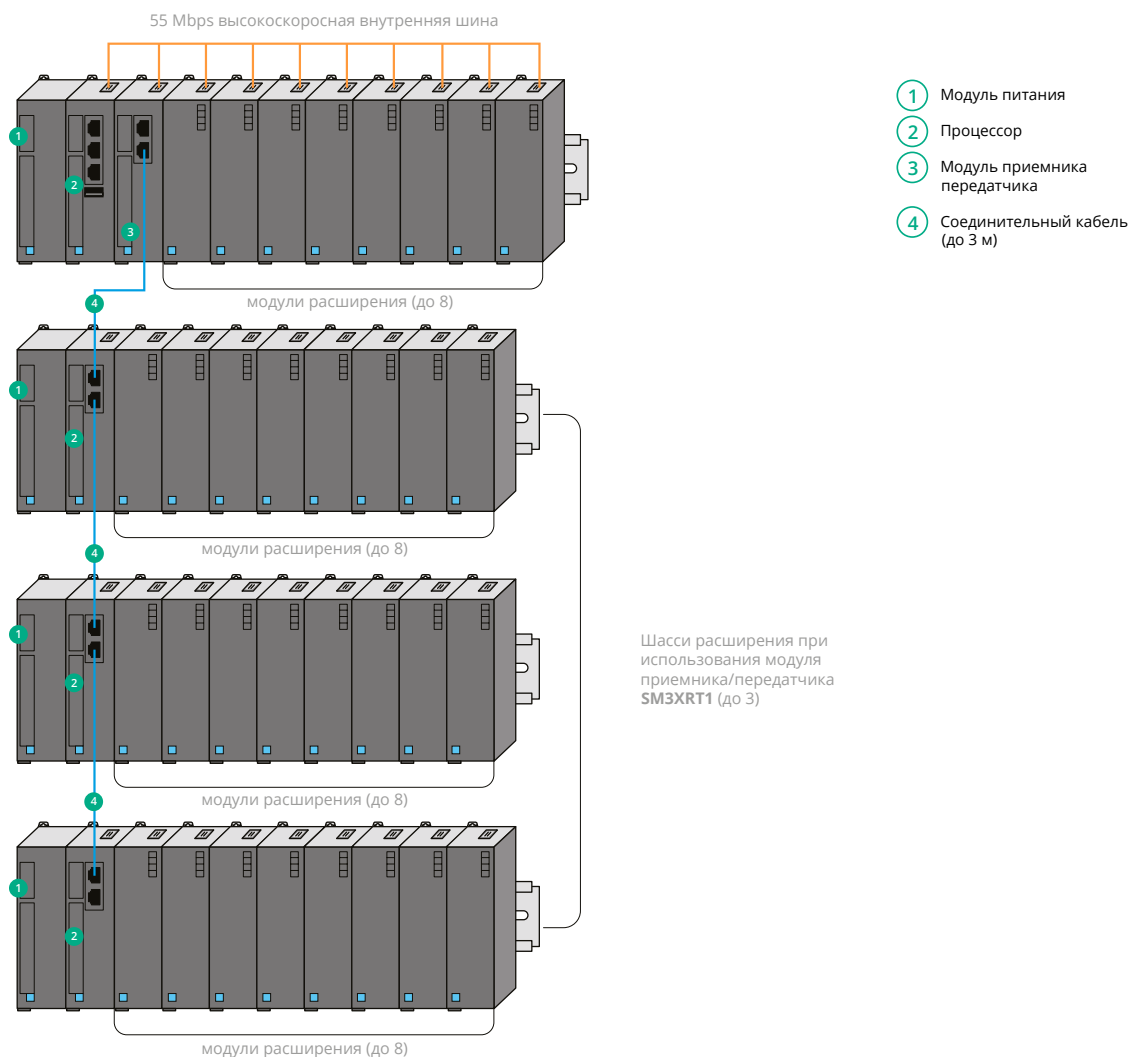 55 Mbps высокоскоросная внутренняя шина
1
2
3
1 Модуль питания
2 Процессор
3 Модуль приемника
передатчика
4 Соединительный кабель
(до 3 м)
4
модули расширения (до 8)
1
2
4
модули расширения (до 8)
1
2
Шасси расширения при
использования модуля
приемника/передатчика
SM3XRT1 (до 3)
4
модули расширения (до 8)
1
2
модули расширения (до 8)